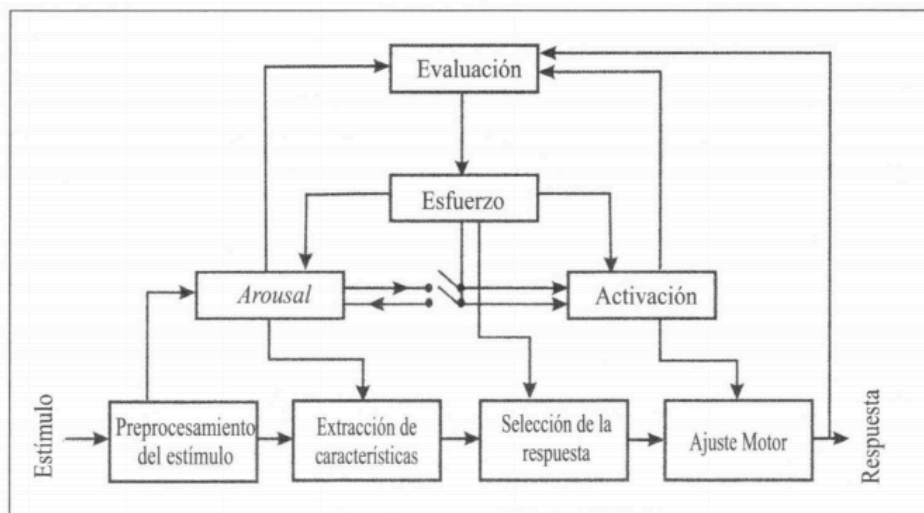 Evaluación
Esfuerzo
Arousal
Activación
Estímulo
Preprocesamiento
del estímulo
Extracción de
características
Selección de la
respuesta
Ajuste Motor
Respuesta